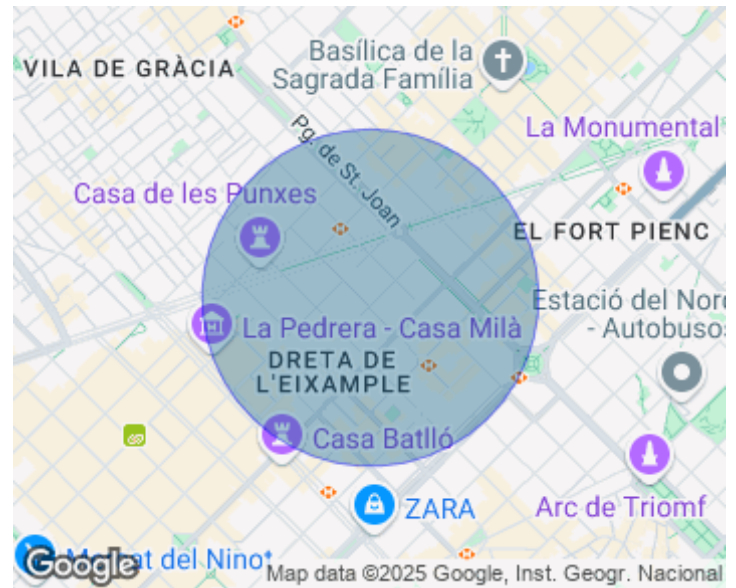 VILA DE GRÀCIA
Basílica de la
Sagrada Família
La Monumental
Pg. de St. Joan
Casa de les Punxes
EL FORT PIENC
Estació del Nord
- Autobusos
La Pedrera - Casa Milà
DRETA DE
L'EIXAMPLE
Casa Batlló
ZARA
Arc de Triomf
Google
Map data ©2025 Google, Inst. Geogr. Nacional